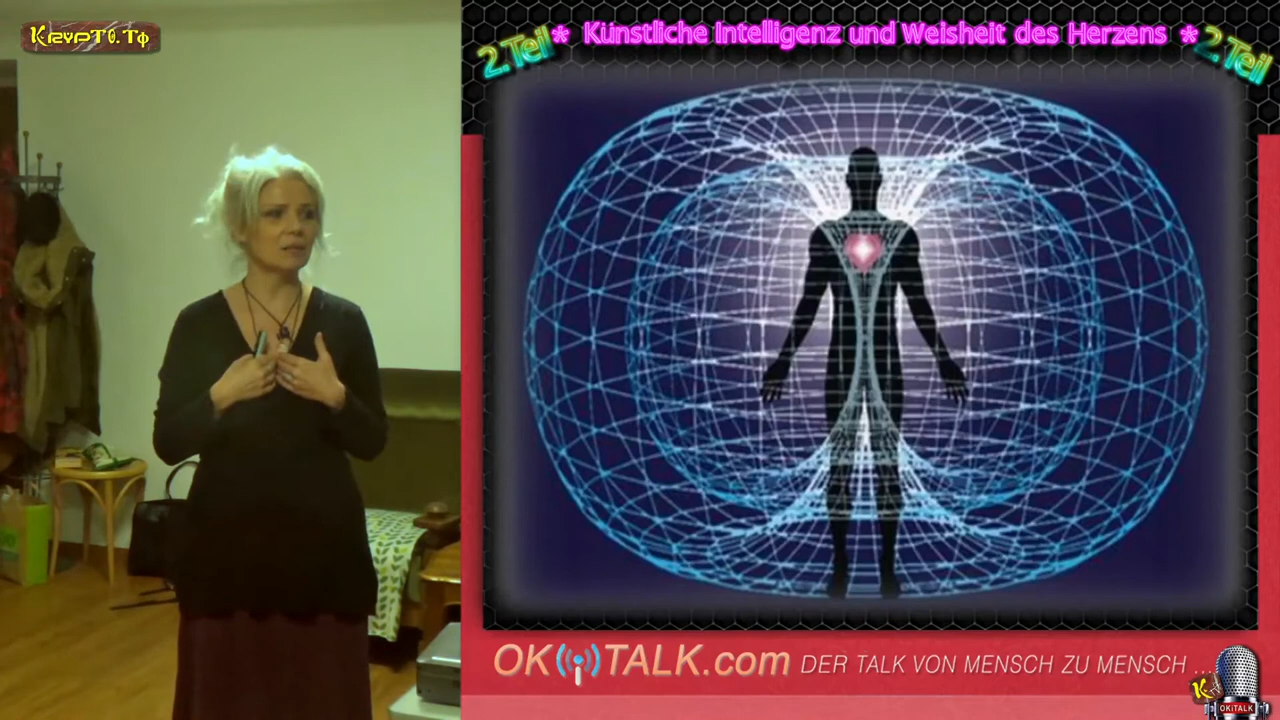 KrypT0.Tφ
2.Teil * Künstliche Intelligenz und Weisheit des Herzens * 2.Teil
OK TALK.com DER TALK VON MENSCH ZU MENSCH ...
OKiTALK